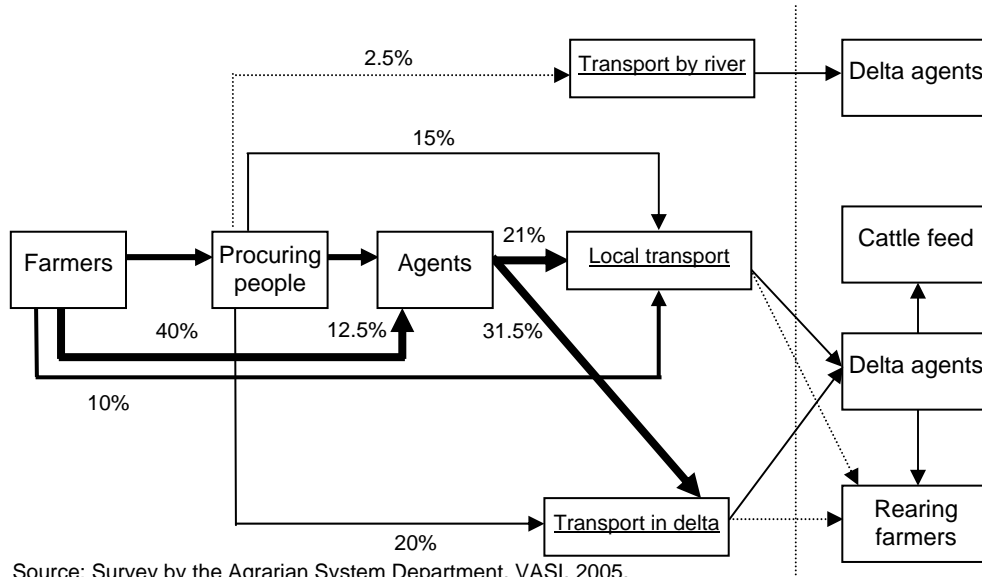 2.5%
Transport by river
Delta agents
15%
Farmers
Procuring
people
Agents
21%
Local transport
Cattle feed
40%
12.5%
31.5%
Delta agents
10%
20%
Transport in delta
Rearing
farmers
Source: Survey by the Agrarian System Department, VASI, 2005.